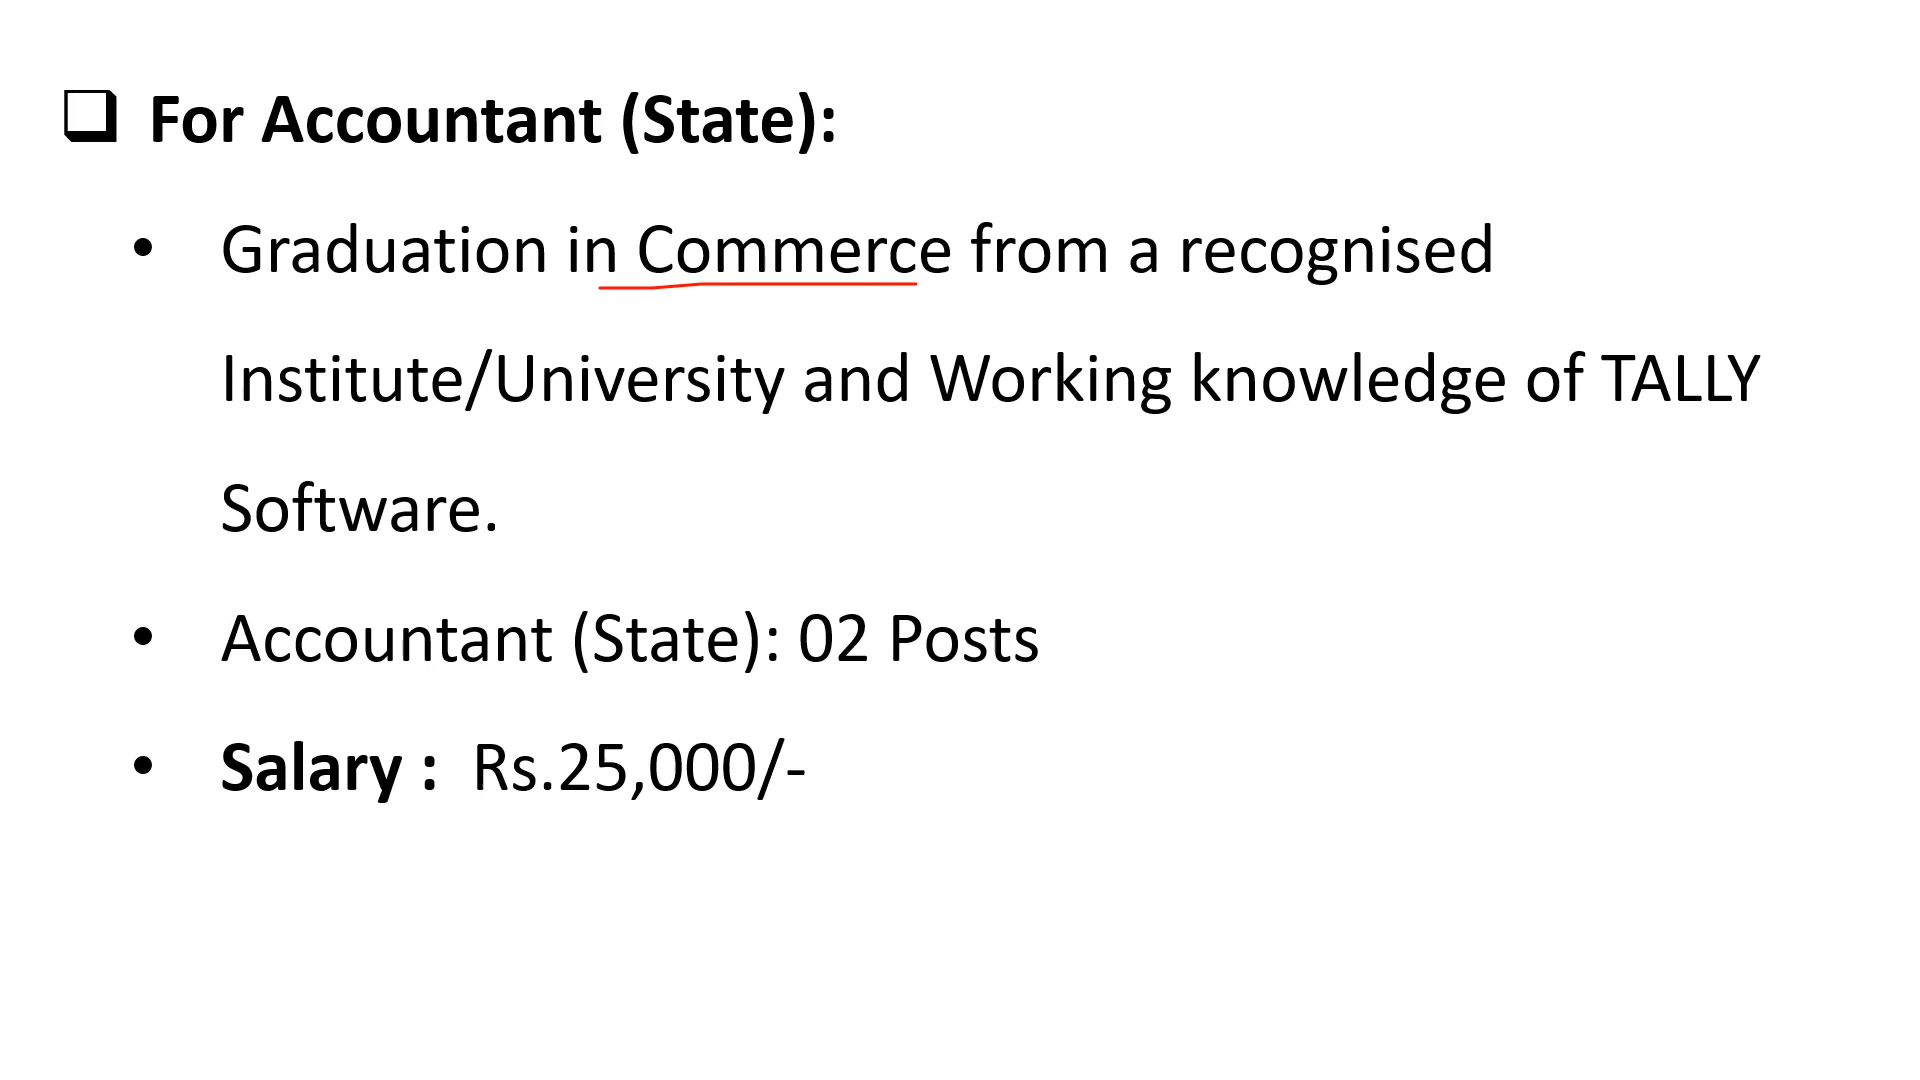 For Accountant (State):
• Graduation in Commerce from a recognised
Institute/University and Working knowledge of TALLY
Software.
• Accountant (State): 02 Posts
• Salary : Rs.25,000/-